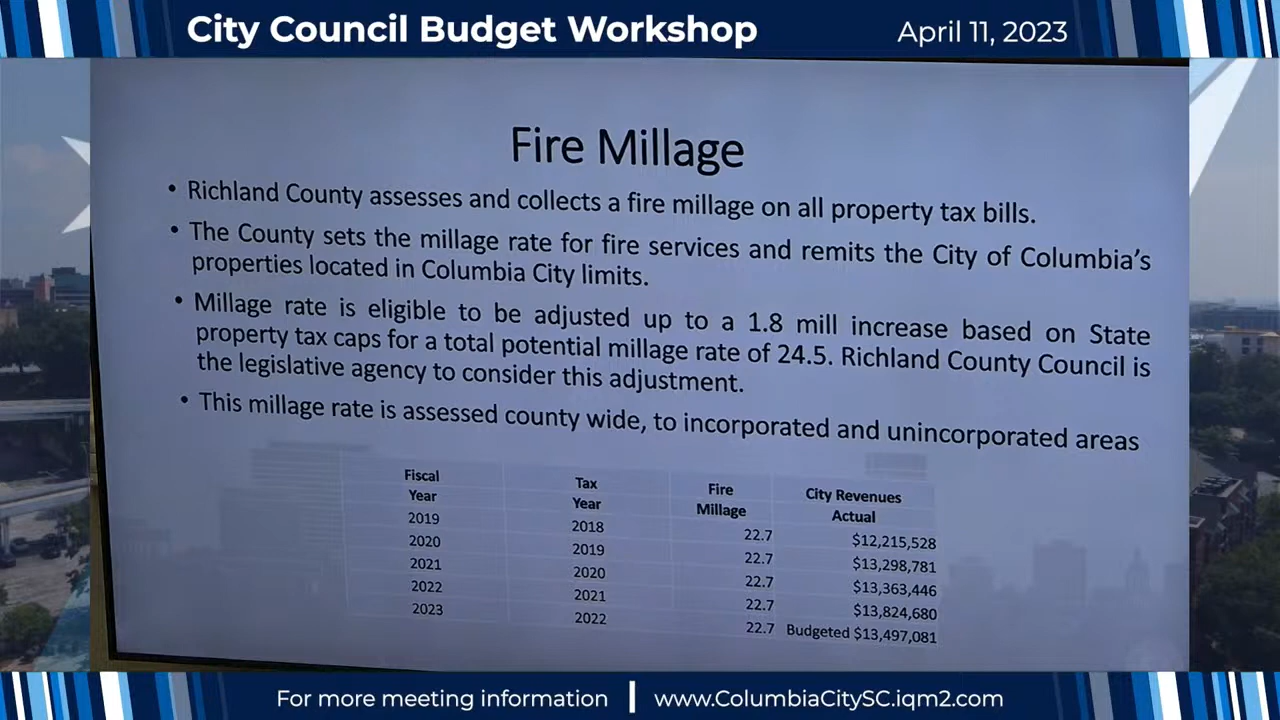 City Council Budget Workshop
April 11, 2023
Fire Millage
• Richland County assesses and collects a fire millage on all property tax bills.
• The County sets the millage rate for fire services and remits the City of Columbia's
properties located in Columbia City limits.
• Millage rate is eligible to be adjusted up to a 1.8 mill increase based on State
property tax caps for a total potential millage rate of 24.5. Richland County Council is
the legislative agency to consider this adjustment.
• This millage rate is assessed county wide, to incorporated and unincorporated areas
Fiscal Year Tax Year Fire Millage City Revenues Actual
2019 2018 22.7 $12,215,528
2020 2019 22.7 $13,298,781
2021 2020 22.7 $13,363,446
2022 2021 22.7 $13,824,680
2023 2022 22.7 Budgeted $13,497,081
For more meeting information | www.ColumbiaCitySC.iqm2.com